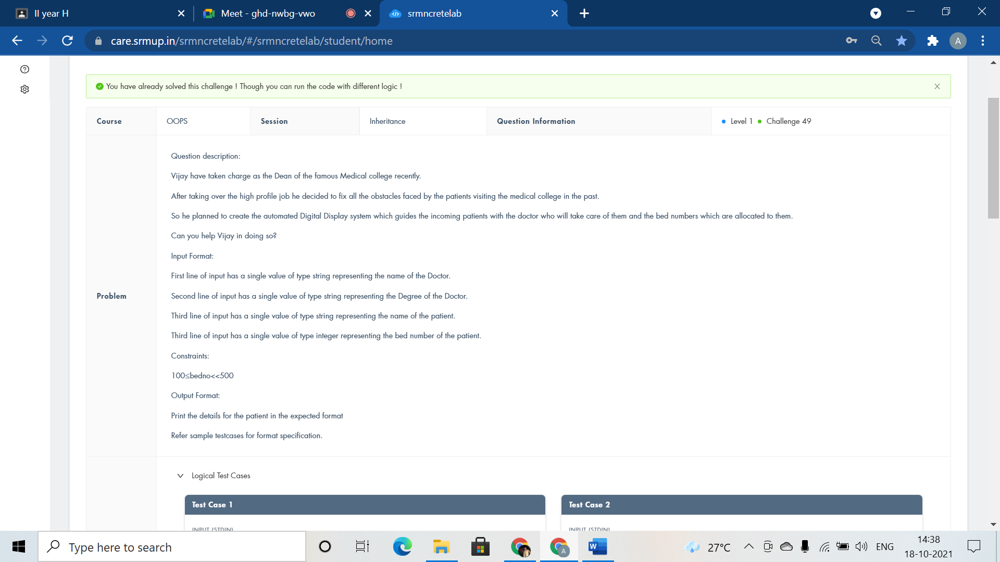 II year H
Meet - ghd-nwbg-vwo
srmncretelab
care.srmup.in/srmncretelab/#/srmncretelab/student/home
A
You have already solved this challenge ! Though you can run the code with different logic !
Course
OOPS
Session
Inheritance
Question Information
Level 1
Challenge 49
Problem
Question description:
Vijay have taken charge as the Dean of the famous Medical college recently.
After taking over the high profile job he decided to fix all the obstacles faced by the patients visiting the medical college in the past.
So he planned to create the automated Digital Display system which guides the incoming patients with the doctor who will take care of them and the bed numbers which are allocated to them.
Can you help Vijay in doing so?
Input Format:
First line of input has a single value of type string representing the name of the Doctor.
Second line of input has a single value of type string representing the Degree of the Doctor.
Third line of input has a single value of type string representing the name of the patient.
Third line of input has a single value of type integer representing the bed number of the patient.
Constraints:
100≤bedno<<500
Output Format:
Print the details for the patient in the expected format
Refer sample testcases for format specification.
Logical Test Cases
Test Case 1
Test Case 2
INPUT (STDIN)
INPUT (STDIN)
Type here to search
A
W
27°C
ENG
14:38
18-10-2021